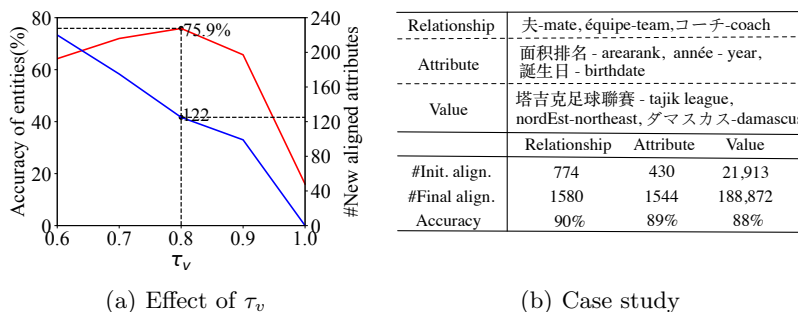 80
60
40
20
0
Accuracy of entities(%)
75.9%
122
240
200
160
120
80
40
0
#New aligned attributes
0.6 0.7 0.8 0.9 1.0
τv
(a) Effect of τv
Relationship 夫-mate, équipe-team,コーチ-coach
Attribute 面积排名 - arearank, année - year,
誕生日 - birthdate
Value 塔吉克足球聯賽 - tajik league,
nordEst-northeast, ダマスカス-damascus
Relationship Attribute Value
#Init. align. 774 430 21,913
#Final align. 1580 1544 188,872
Accuracy 90% 89% 88%
(b) Case study